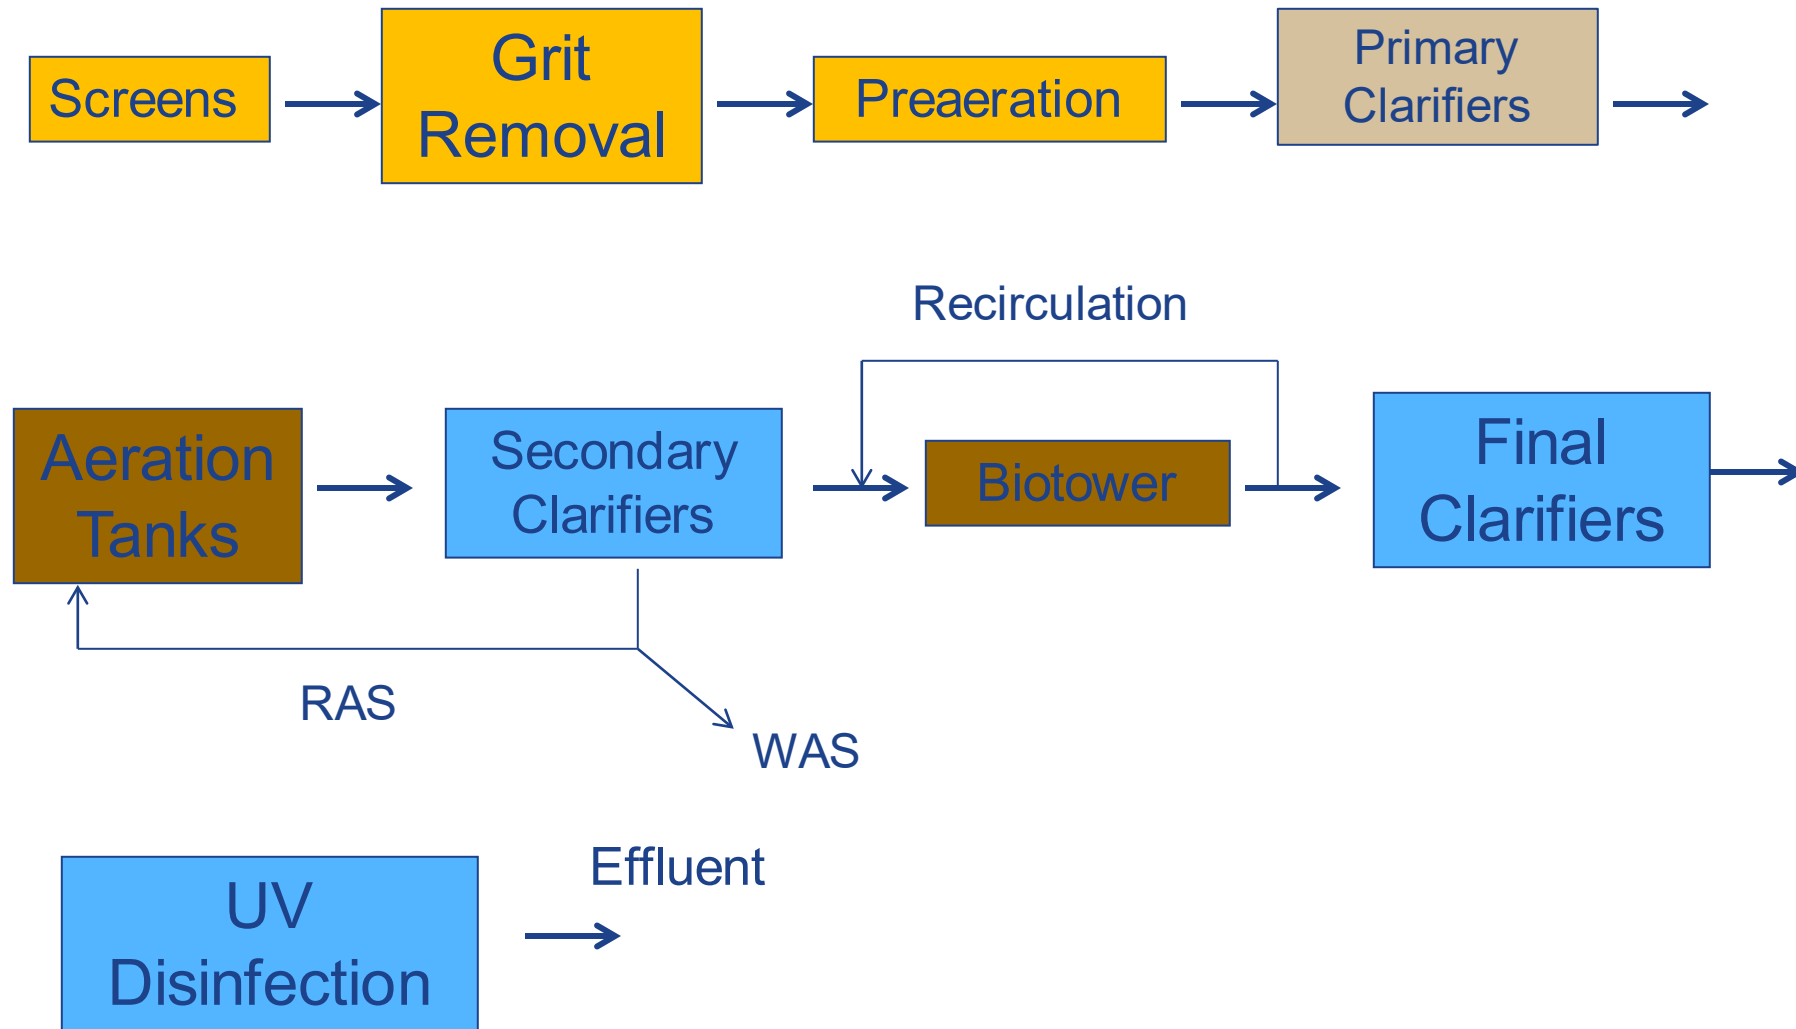 Screens
Grit
Removal
Preaeration
Primary
Clarifiers
Recirculation
Aeration
Tanks
Secondary
Clarifiers
Biotower
Final
Clarifiers
RAS
WAS
UV
Disinfection
Effluent